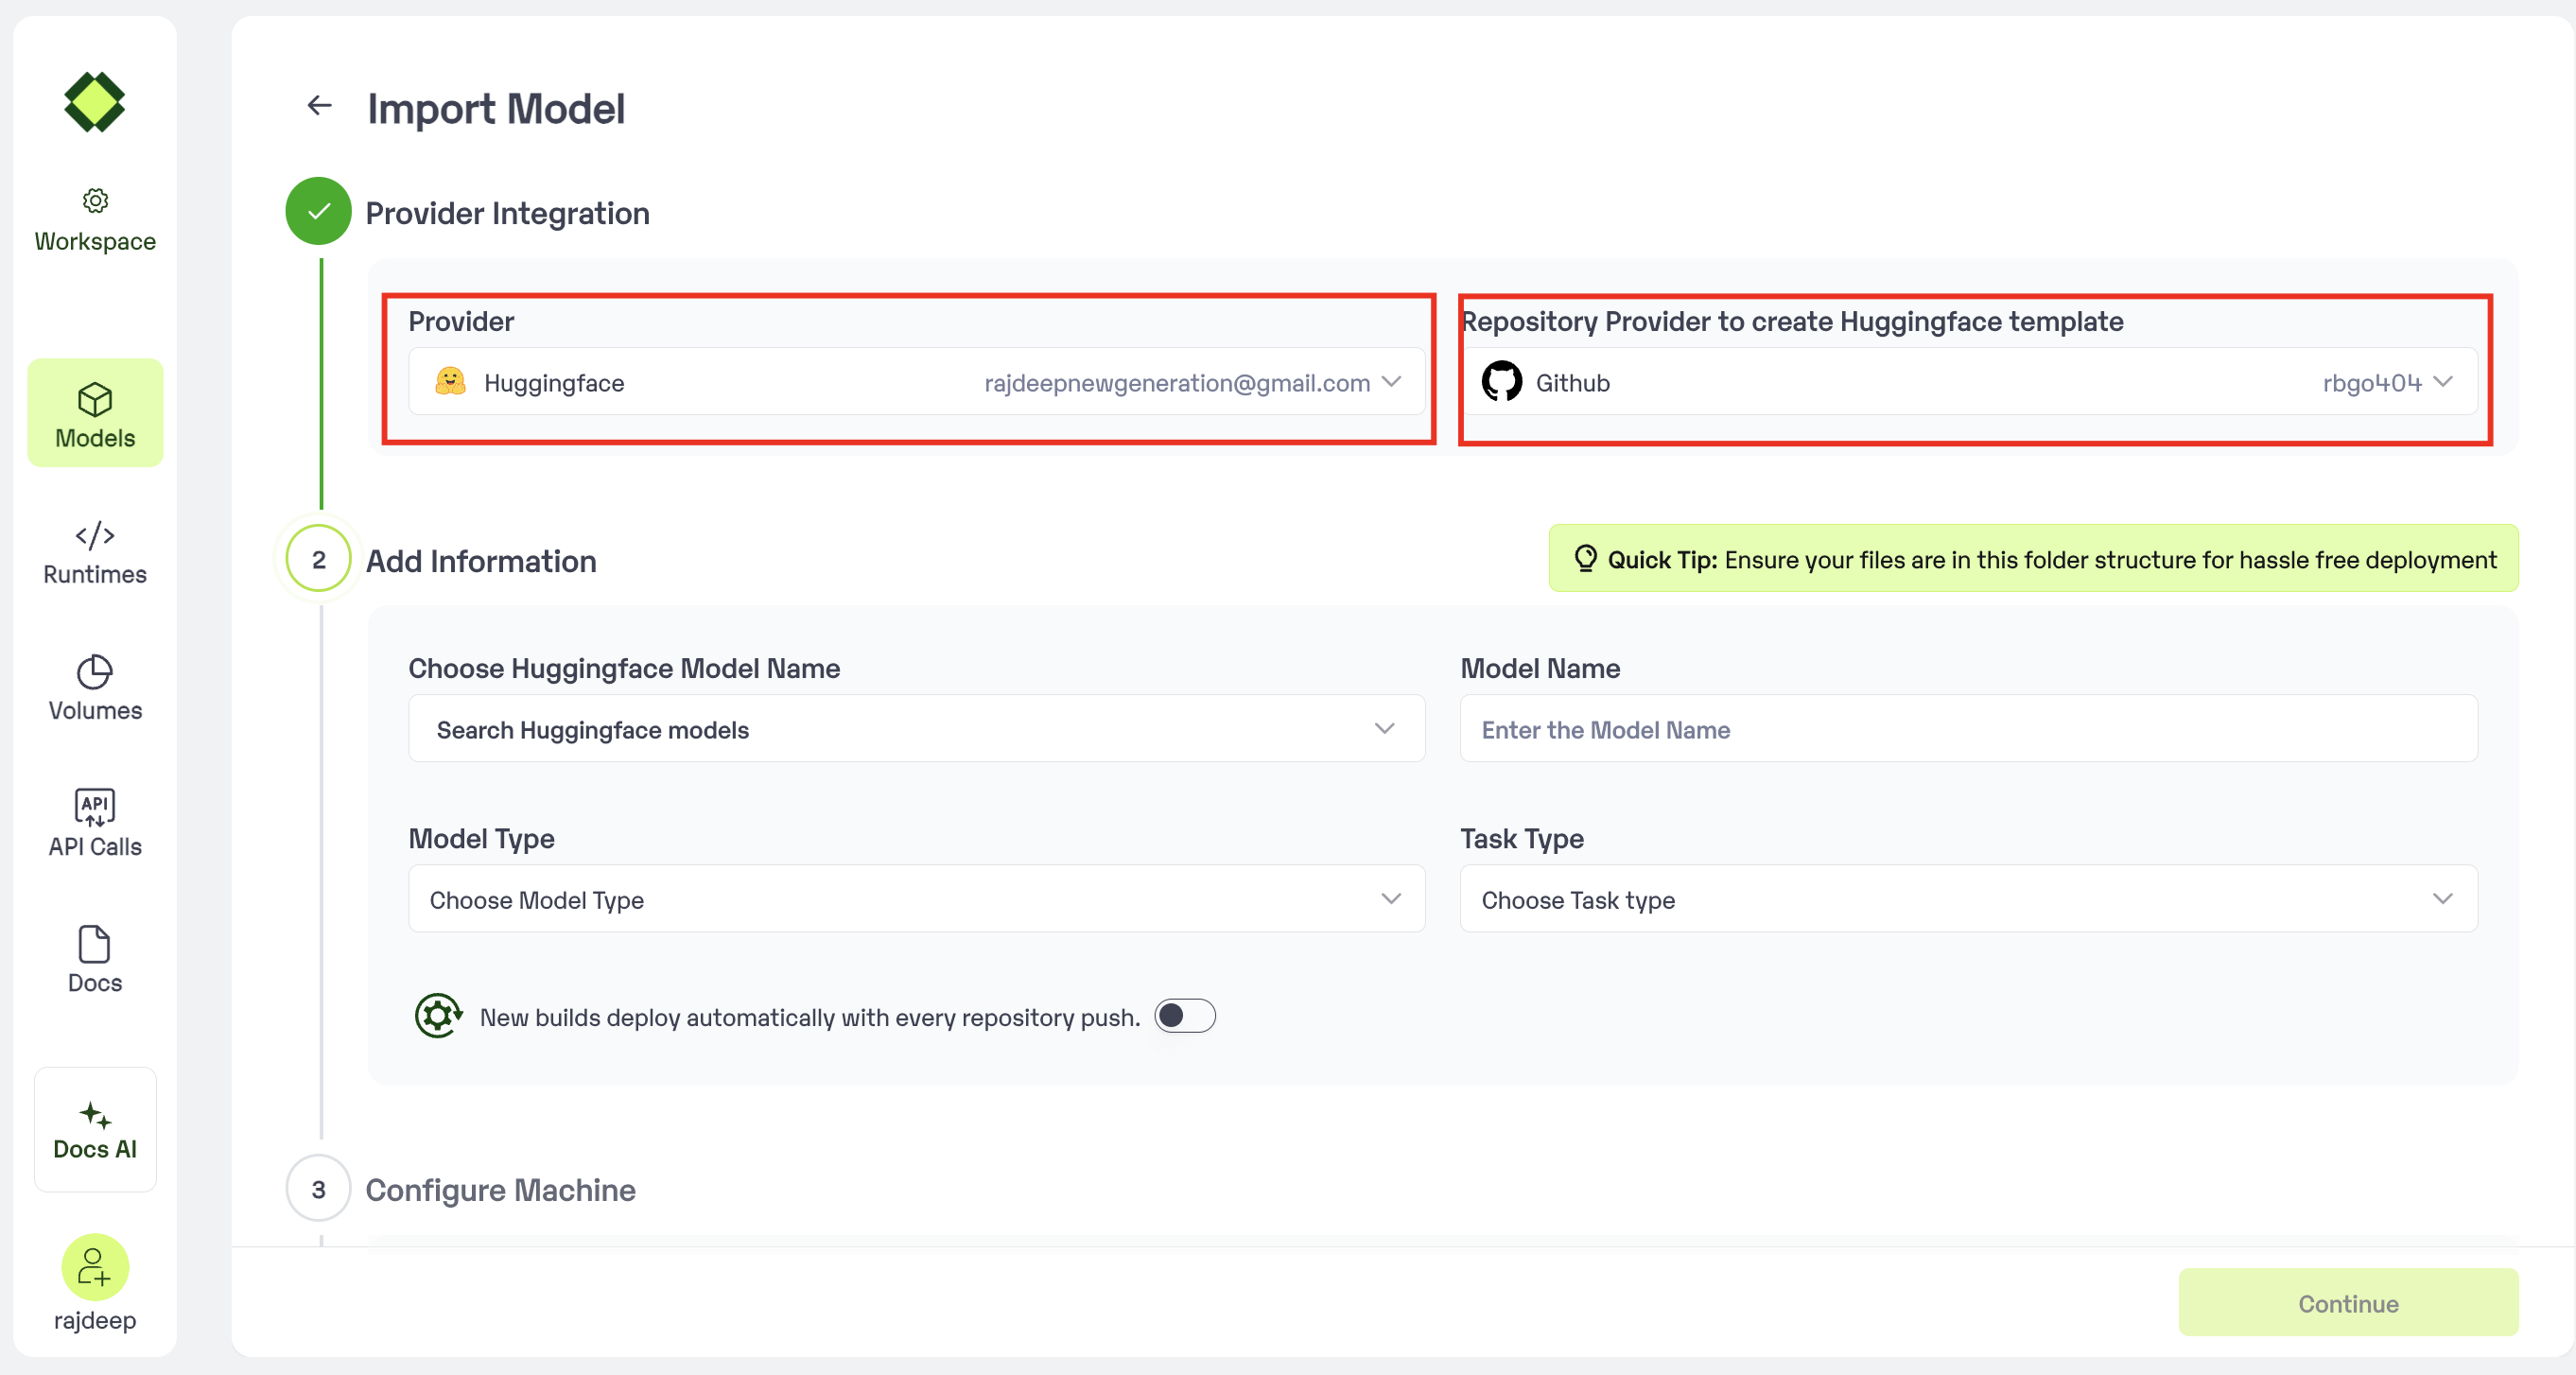 Workspace
Models
Runtimes
Volumes
API
API Calls
Docs
Docs AI
rajdeep
Import Model
Provider Integration
Provider
Huggingface rajdeepnewgeneration@gmail.com
Repository Provider to create Huggingface template
Github rbgo404
2 Add Information
Quick Tip: Ensure your files are in this folder structure for hassle free deployment
Choose Huggingface Model Name
Search Huggingface models
Model Name
Enter the Model Name
Model Type
Choose Model Type
Task Type
Choose Task type
New builds deploy automatically with every repository push.
3 Configure Machine
Continue